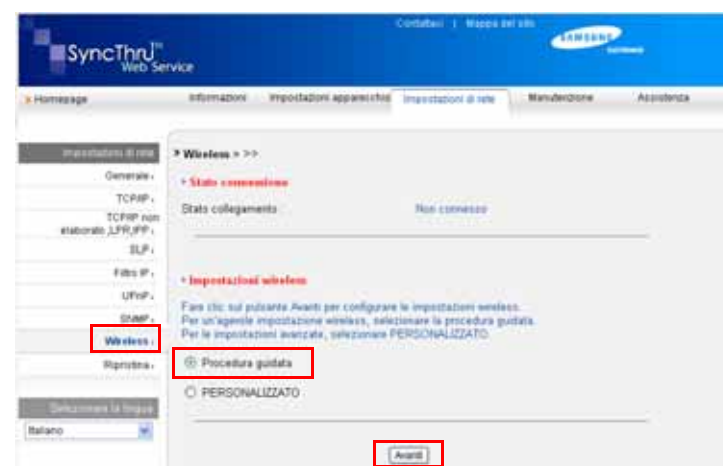 Contattaci | Mappa del sito
SAMSUNG
ELECTRONICS
SyncThru™
Web Service
Homepage
Informazioni
Impostazioni apparecchio
Impostazioni di rete
Manutenzione
Assistenza
Impostazioni di rete
Generale
TCP/IP
TCP/IP non
elaborato ,LPR,IPP
SLP
Filtro IP
UPnP
SNMP
Wireless
Ripristina
Selezionare la lingua
Italiano
Wireless > >>
Stato connessione
Stato collegamento
Non connesso
Impostazioni wireless
Fare clic sul pulsante Avanti per configurare le impostazioni wireless.
Per un'agevole impostazione wireless, selezionare la procedura guidata.
Per le impostazioni avanzate, selezionare PERSONALIZZATO.
Procedura guidata
PERSONALIZZATO
Avanti